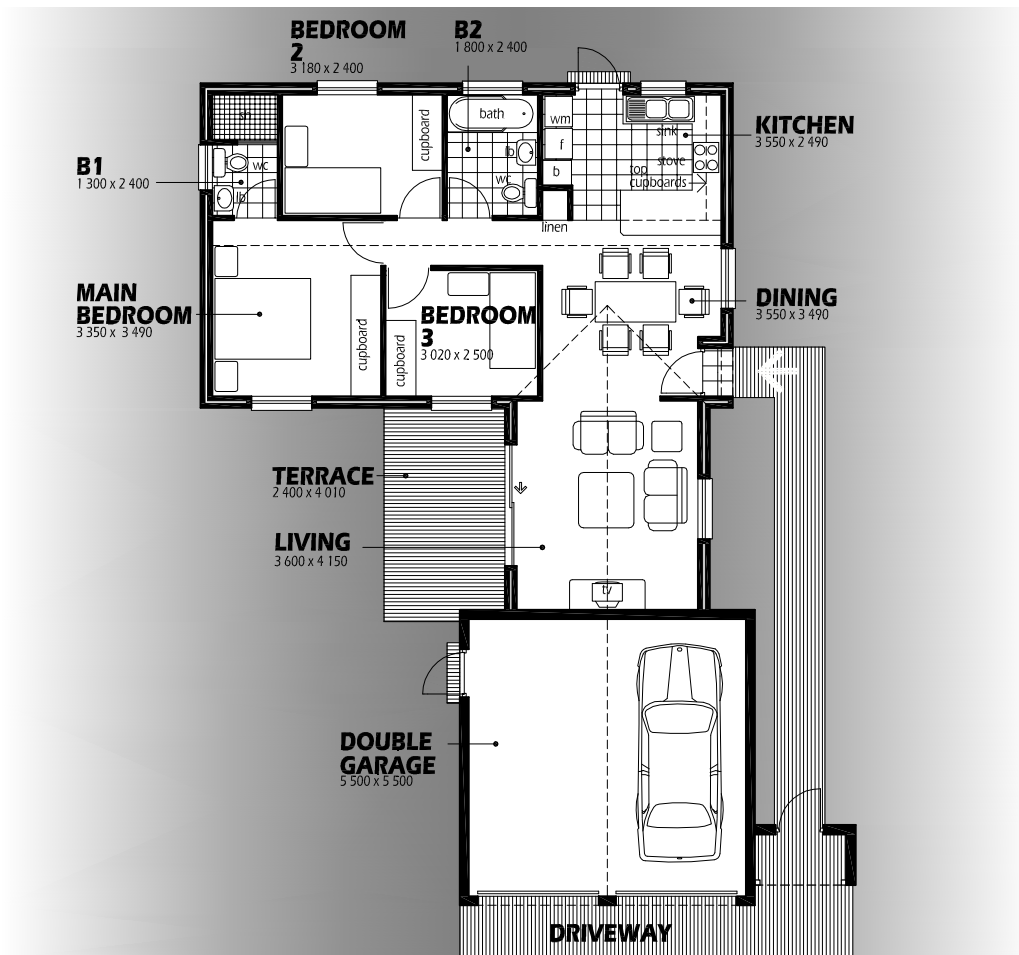 BEDROOM
2
3 180 x 2 400
B2
1 800 x 2 400
sh
cupboard
bath
wm
sink
KITCHEN
3 550 x 2 490
f
lb
stove
B1
1 300 x 2 400
wc
wc
b
top
cupboards
lb
linen
MAIN
BEDROOM
3 350 x 3 490
cupboard
cupboard
BEDROOM
3
3 020 x 2 500
DINING
3 550 x 3 490
TERRACE
2 400 x 4 010
LIVING
3 600 x 4 150
tv
DOUBLE
GARAGE
5 500 x 5 500
DRIVEWAY